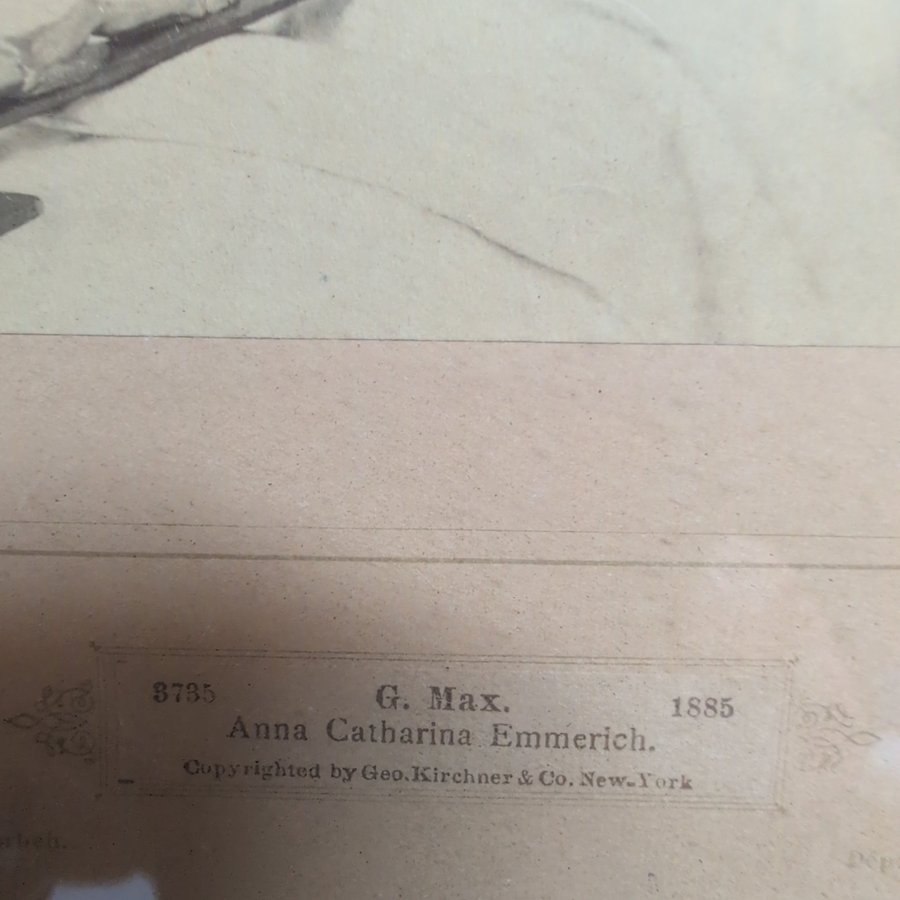 3735 G. Max. 1885
Anna Catharina Emmerich.
Copyrighted by Geo. Kirchner & Co. New-York